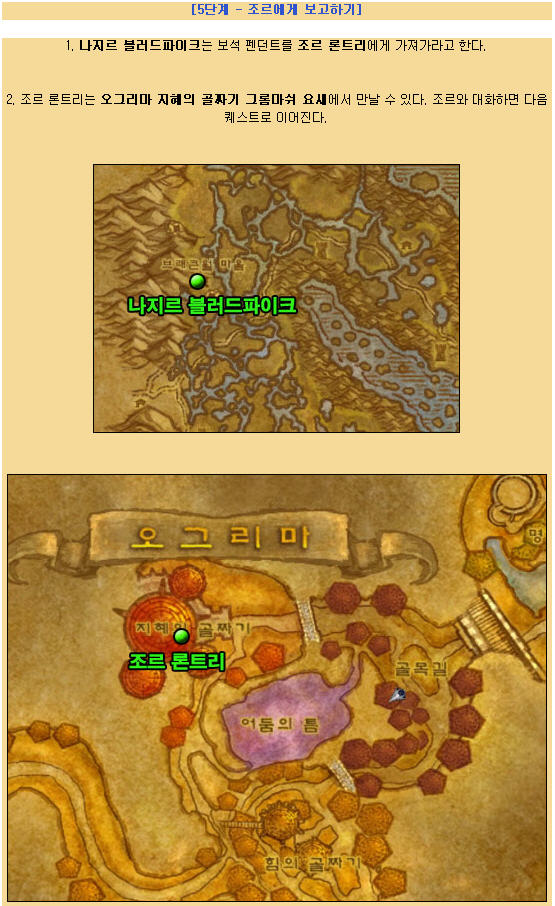 [5단계 - 조르에게 보고하기]
1. 나지르 블러드파이크는 보석 펜던트를 조르 론트리에게 가져가라고 한다.
2. 조르 론트리는 오그리마 지혜의 골짜기 그롬마쉬 요새에서 만날 수 있다. 조르와 대화하면 다음
퀘스트로 이어진다.
마을
나지르 블러드파이크
오그리마
명
지혜의 골짜기
조르 론트리
골목길
어둠의 틈
힘의 골짜기